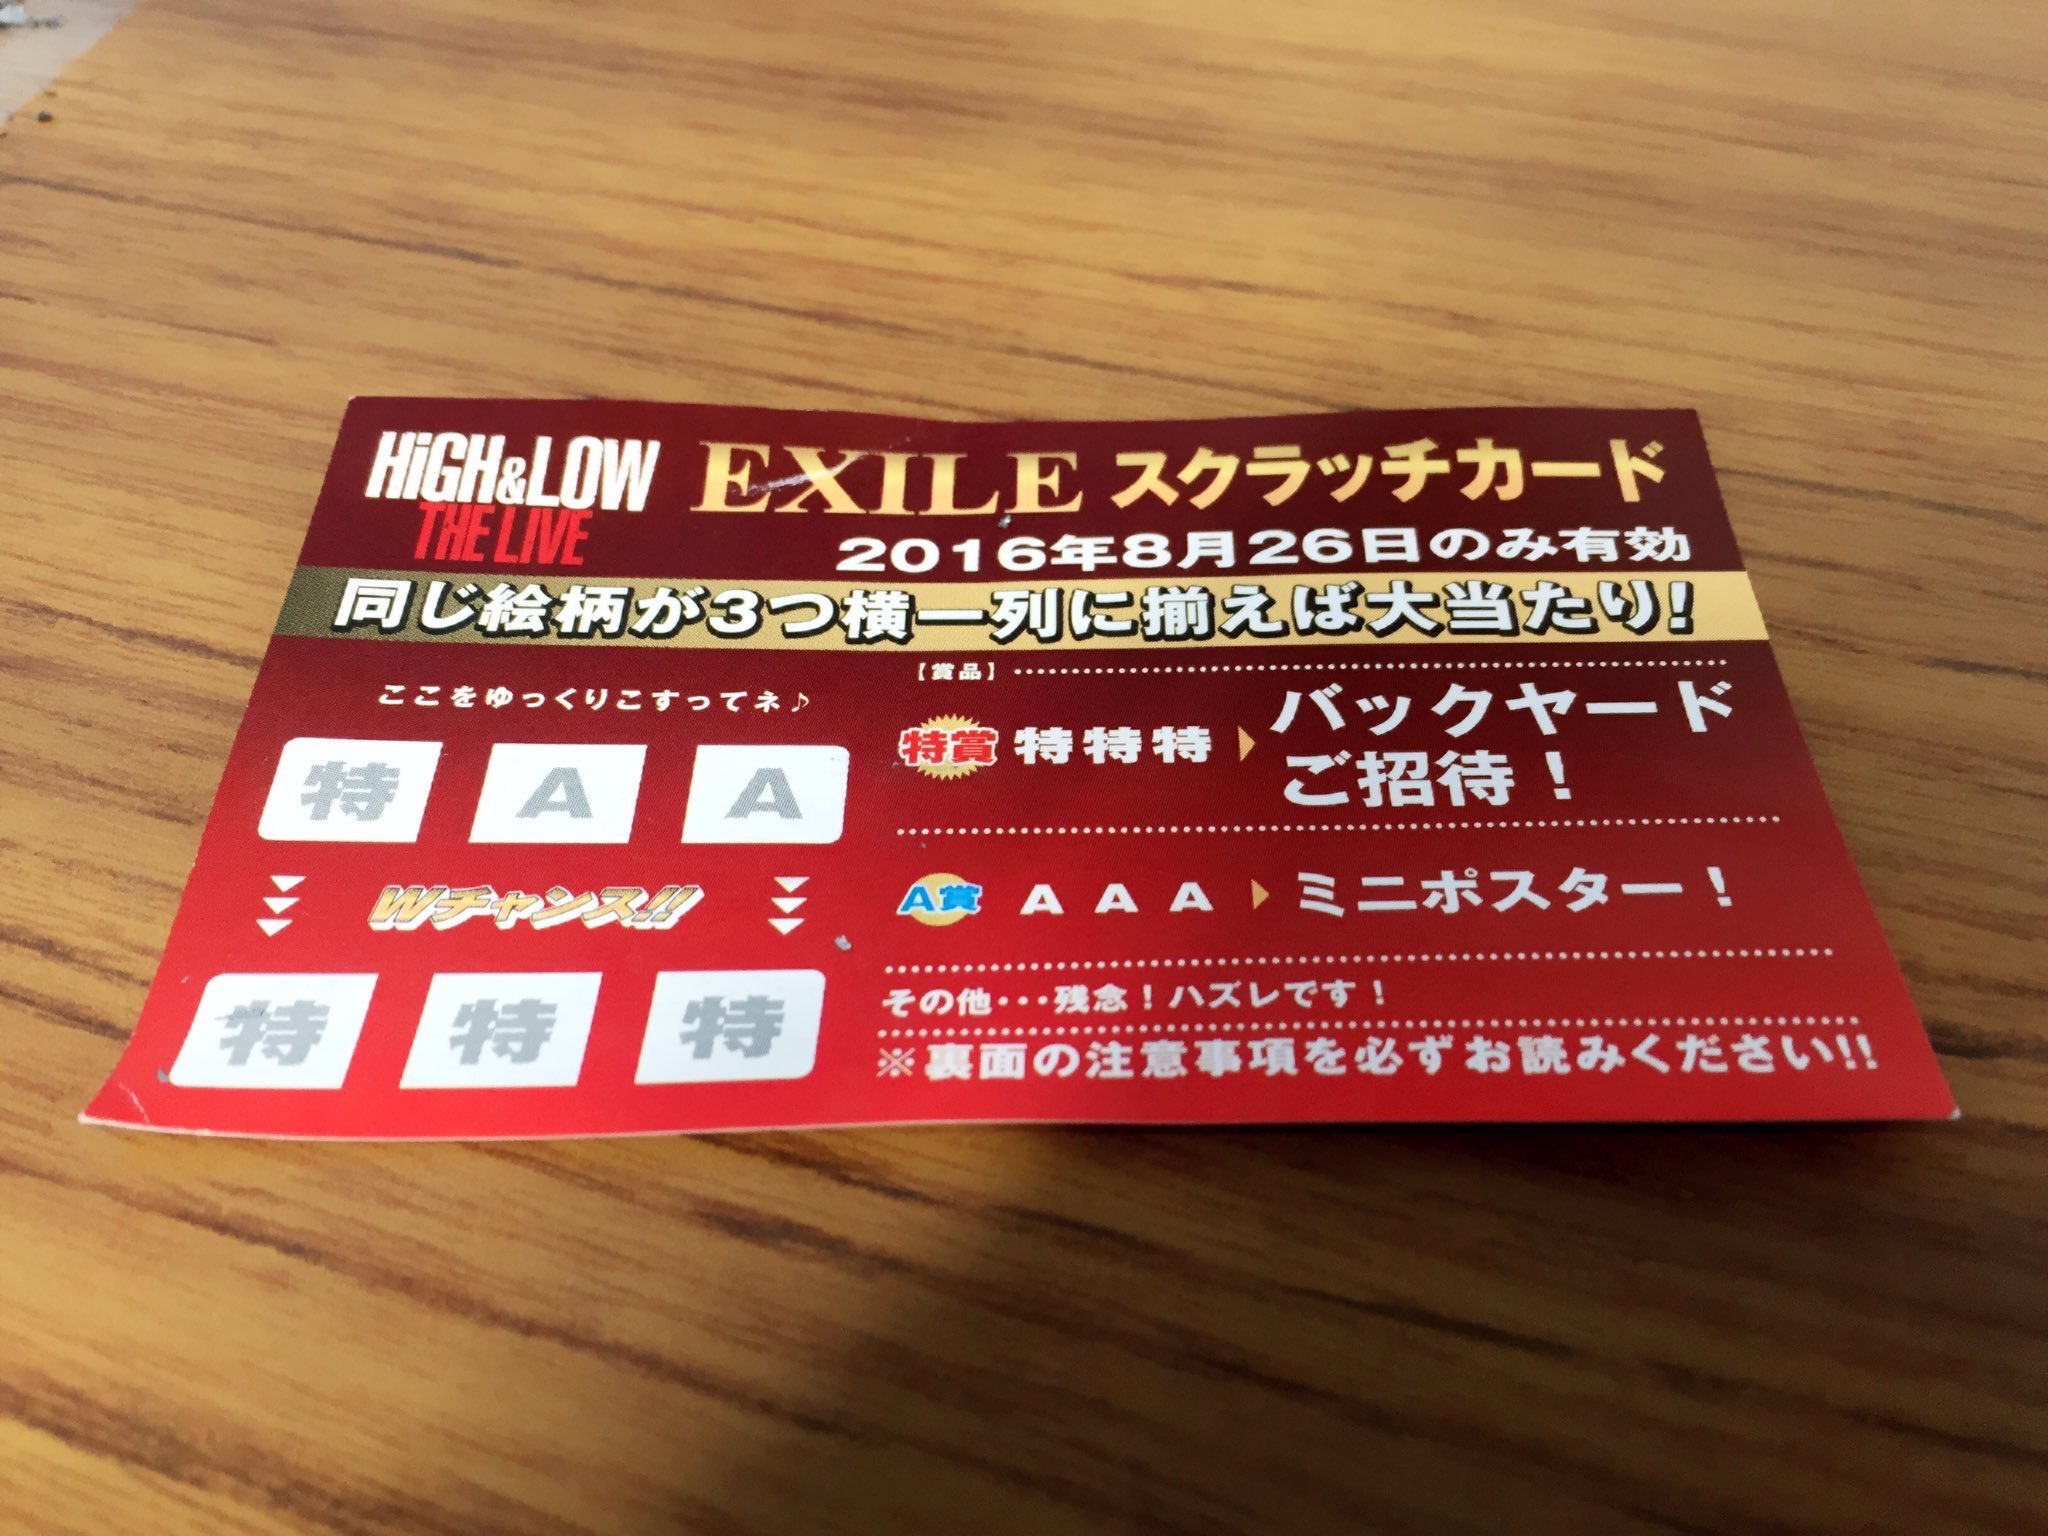 HiGH&LOW
THE LIVE
EXILE スクラッチカード
2016年8月26日のみ有効
同じ絵柄が3つ横一列に揃えば大当たり!
ここをゆっくりこすってネ♪
特 A A
Wチャンス!!
特 特 特
【賞品】
特賞 特特特 ▶ バックヤード
ご招待！
A賞 A A A ▶ ミニポスター！
その他・・・残念！ハズレです！
※裏面の注意事項を必ずお読みください!!